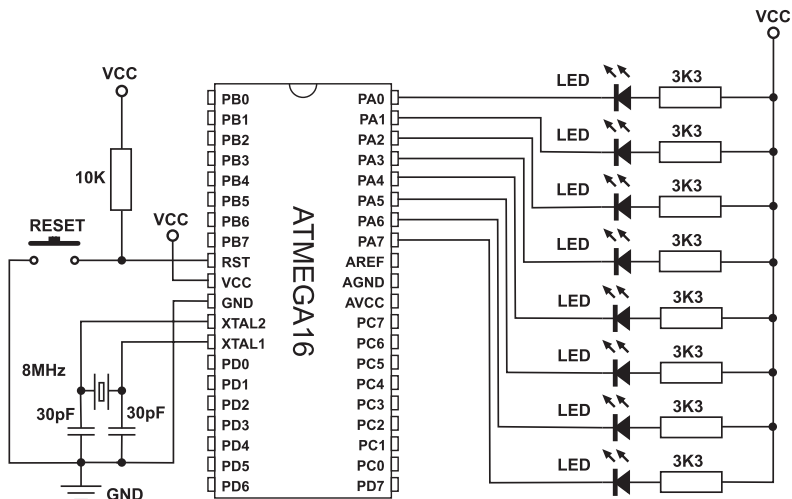 VCC
VCC
10K
RESET
VCC
8MHz
30pF
30pF
GND
ATMEGA16
PB0
PB1
PB2
PB3
PB4
PB5
PB6
PB7
RST
VCC
GND
XTAL2
XTAL1
PD0
PD1
PD2
PD3
PD4
PD5
PD6
PA0
PA1
PA2
PA3
PA4
PA5
PA6
PA7
AREF
AGND
AVCC
PC7
PC6
PC5
PC4
PC3
PC2
PC1
PC0
PD7
LED
3K3
LED
3K3
LED
3K3
LED
3K3
LED
3K3
LED
3K3
LED
3K3
LED
3K3